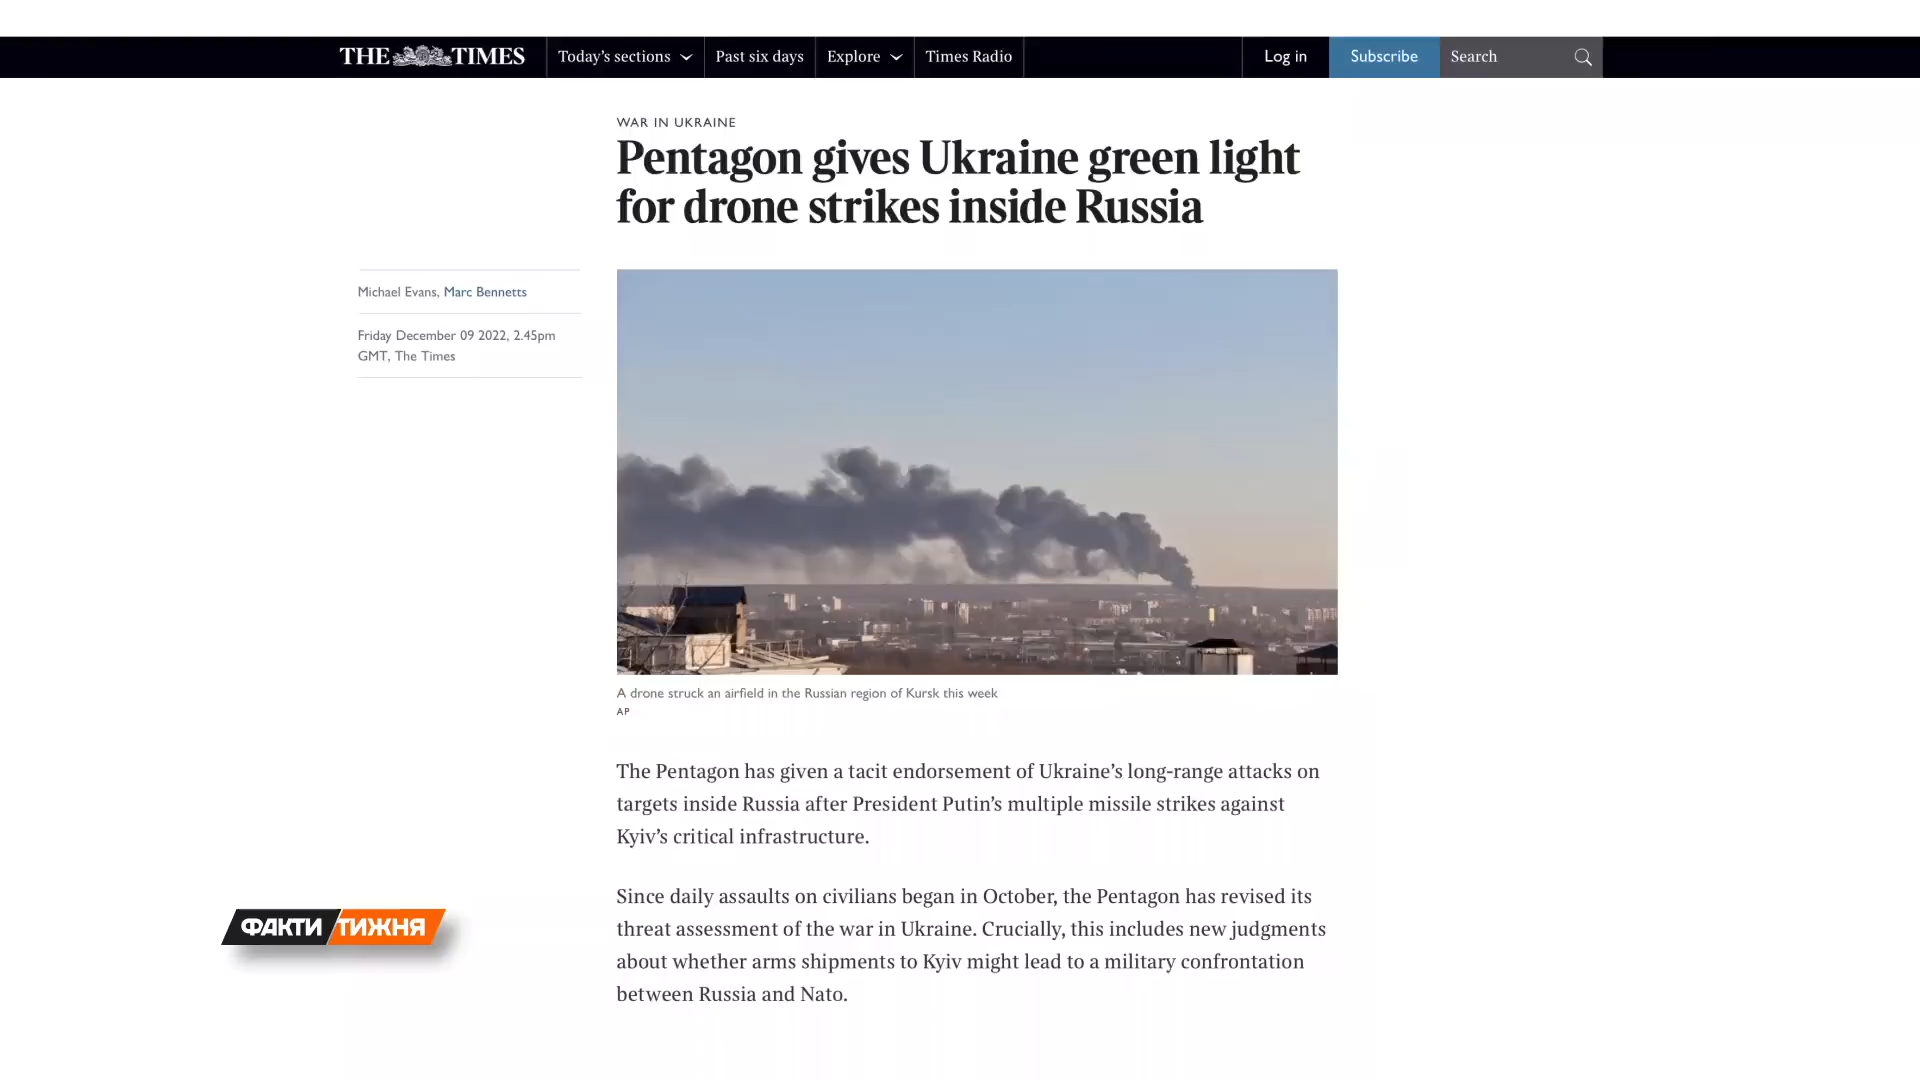 THE TIMES
Today's sections
Past six days
Explore
Times Radio
Log in
Subscribe
Search
WAR IN UKRAINE
Pentagon gives Ukraine green light
for drone strikes inside Russia
Michael Evans, Marc Bennetts
Friday December 09 2022, 2.45pm
GMT, The Times
A drone struck an airfield in the Russian region of Kursk this week
AP
The Pentagon has given a tacit endorsement of Ukraine’s long-range attacks on
targets inside Russia after President Putin’s multiple missile strikes against
Kyiv’s critical infrastructure.
Since daily assaults on civilians began in October, the Pentagon has revised its
threat assessment of the war in Ukraine. Crucially, this includes new judgments
about whether arms shipments to Kyiv might lead to a military confrontation
between Russia and Nato.
ФАКТИ ТИЖНЯ